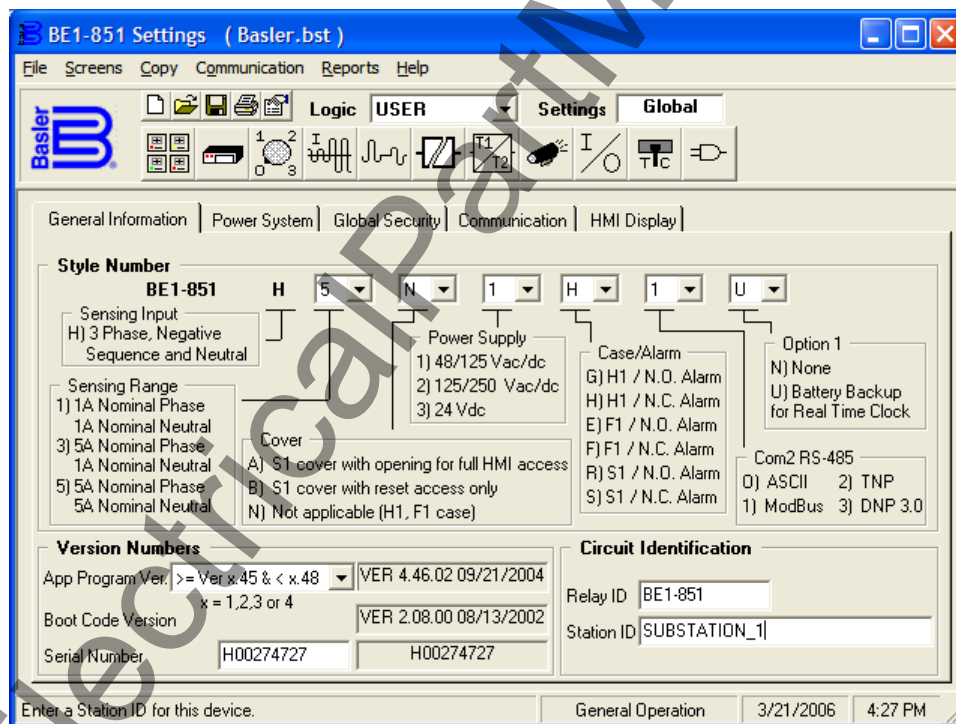 BE1-851 Settings ( Basler.bst )
File Screens Copy Communication Reports Help
Basler
Logic USER Settings Global
General Information Power System Global Security Communication HMI Display
Style Number
BE1-851 H 5 N 1 H 1 U
Sensing Input
H) 3 Phase, Negative
Sequence and Neutral
Sensing Range
1) 1A Nominal Phase
1A Nominal Neutral
3) 5A Nominal Phase
1A Nominal Neutral
5) 5A Nominal Phase
5A Nominal Neutral
Cover
A) S1 cover with opening for full HMI access
B) S1 cover with reset access only
N) Not applicable (H1, F1 case)
Power Supply
1) 48/125 Vac/dc
2) 125/250 Vac/dc
3) 24 Vdc
Case/Alarm
G) H1 / N.O. Alarm
H) H1 / N.C. Alarm
E) F1 / N.O. Alarm
F) F1 / N.C. Alarm
R) S1 / N.O. Alarm
S) S1 / N.C. Alarm
Option 1
N) None
U) Battery Backup
for Real Time Clock
Com2 RS-485
0) ASCII 2) TNP
1) ModBus 3) DNP 3.0
Version Numbers
App Program Ver. >= Ver x.45 & < x.48 VER 4.46.02 09/21/2004
x = 1,2,3 or 4
Boot Code Version VER 2.08.00 08/13/2002
Serial Number H00274727 H00274727
Circuit Identification
Relay ID BE1-851
Station ID SUBSTATION_1
Enter a Station ID for this device. General Operation 3/21/2006 4:27 PM